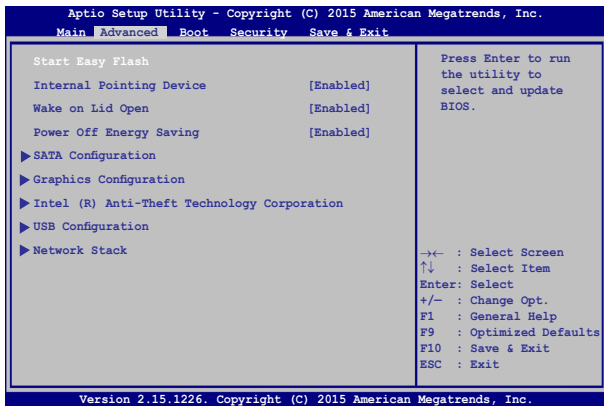 Aptio Setup Utility - Copyright (C) 2015 American Megatrends, Inc.
Main Advanced Boot Security Save & Exit
Start Easy Flash
Internal Pointing Device [Enabled]
Wake on Lid Open [Enabled]
Power Off Energy Saving [Enabled]
SATA Configuration
Graphics Configuration
Intel (R) Anti-Theft Technology Corporation
USB Configuration
Network Stack
Press Enter to run
the utility to
select and update
BIOS.
→← : Select Screen
↑↓ : Select Item
Enter: Select
+/— : Change Opt.
F1 : General Help
F9 : Optimized Defaults
F10 : Save & Exit
ESC : Exit
Version 2.15.1226. Copyright (C) 2015 American Megatrends, Inc.